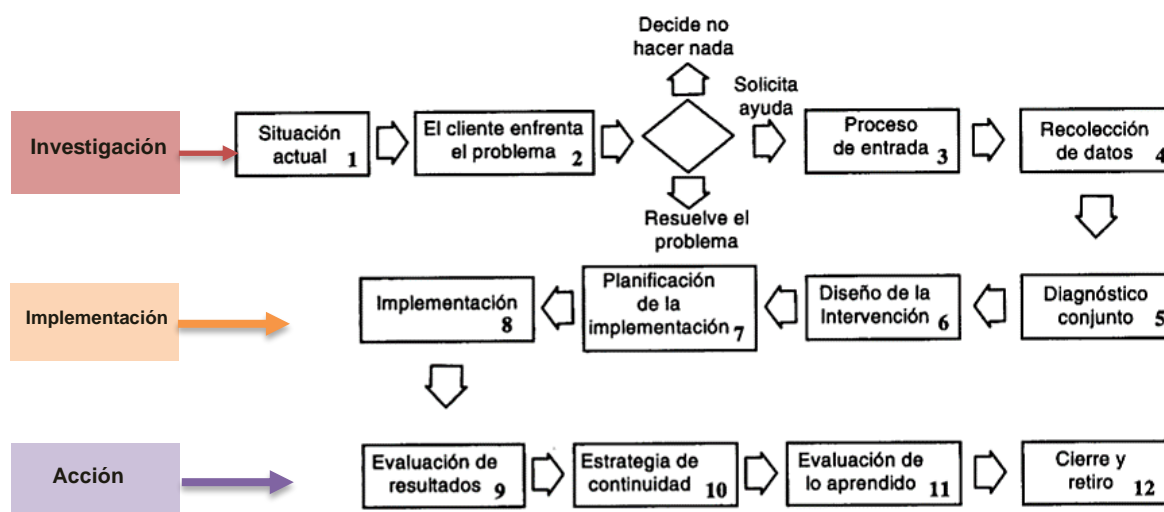 Decide no
hacer nada
Solicita
ayuda
Investigación
Situación
actual 1
El cliente enfrenta
el problema 2
Proceso
de entrada 3
Recolección
de datos 4
Resuelve el
problema
Implementación
Implementación
8
Planificación
de la
implementación 7
Diseño de la
Intervención 6
Diagnóstico
conjunto 5
Acción
Evaluación de
resultados 9
Estrategia de
continuidad 10
Evaluación de
lo aprendido 11
Cierre y
retiro 12